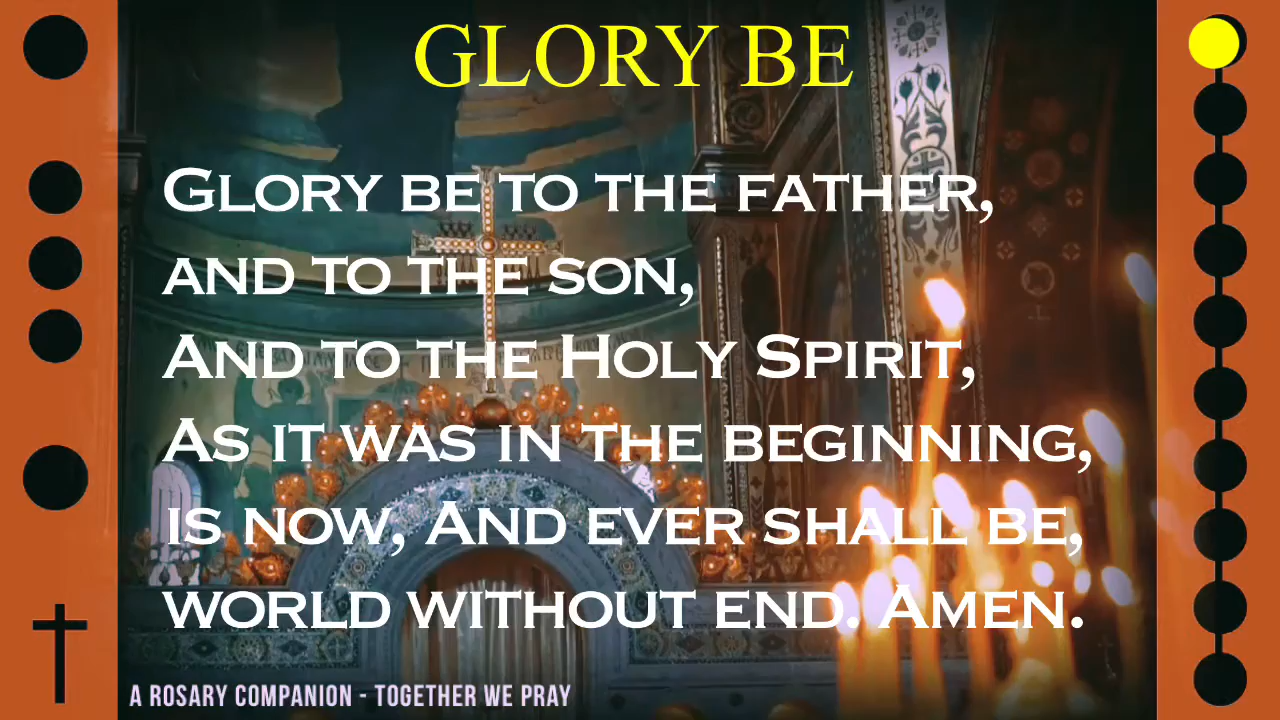 GLORY BE
Glory be to the father,
and to the son,
And to the Holy Spirit,
As it was in the beginning,
is now, And ever shall be,
world without end. Amen.
A ROSARY COMPANION - TOGETHER WE PRAY